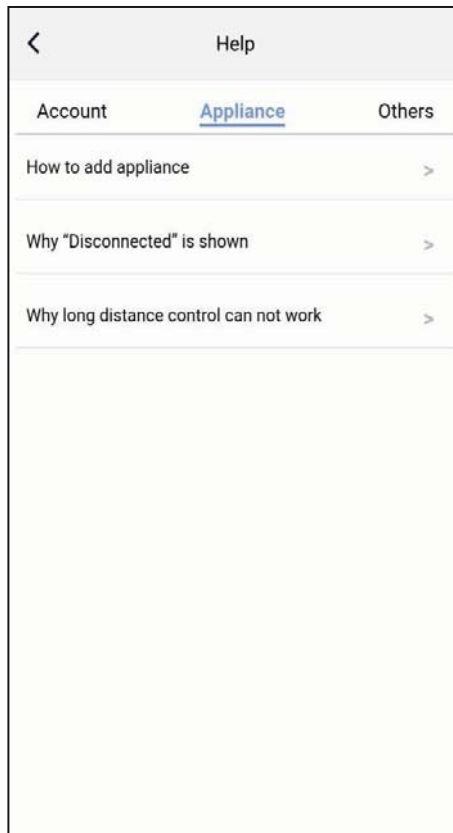 Help
Account Appliance Others
How to add appliance >
Why “Disconnected” is shown >
Why long distance control can not work >